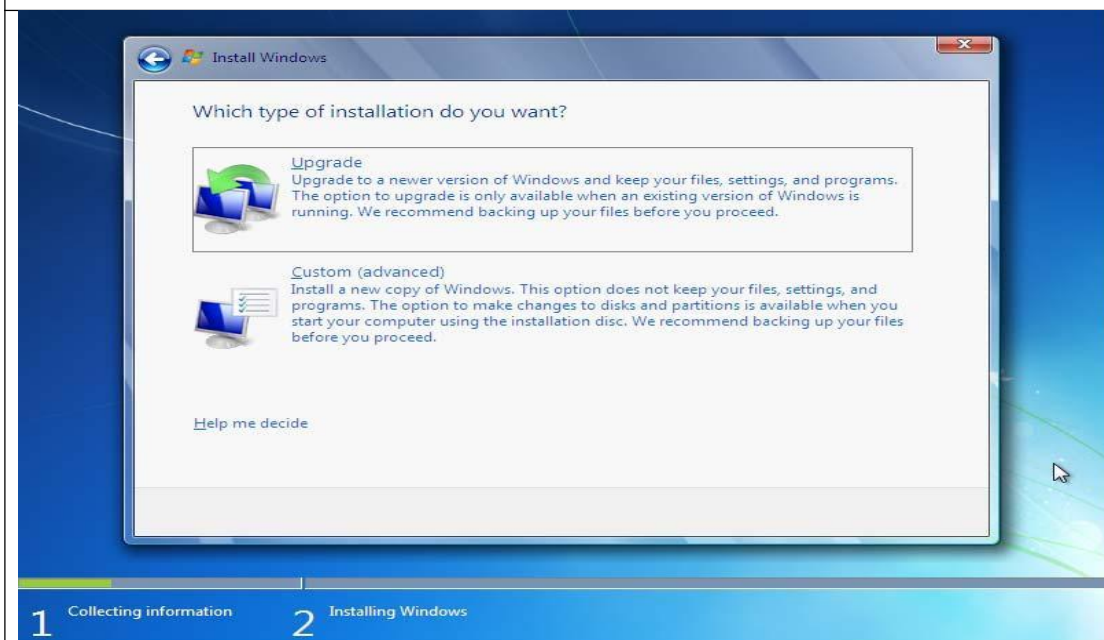 Install Windows
Which type of installation do you want?
Upgrade
Upgrade to a newer version of Windows and keep your files, settings, and programs.
The option to upgrade is only available when an existing version of Windows is
running. We recommend backing up your files before you proceed.
Custom (advanced)
Install a new copy of Windows. This option does not keep your files, settings, and
programs. The option to make changes to disks and partitions is available when you
start your computer using the installation disc. We recommend backing up your files
before you proceed.
Help me decide
1 Collecting information 2 Installing Windows